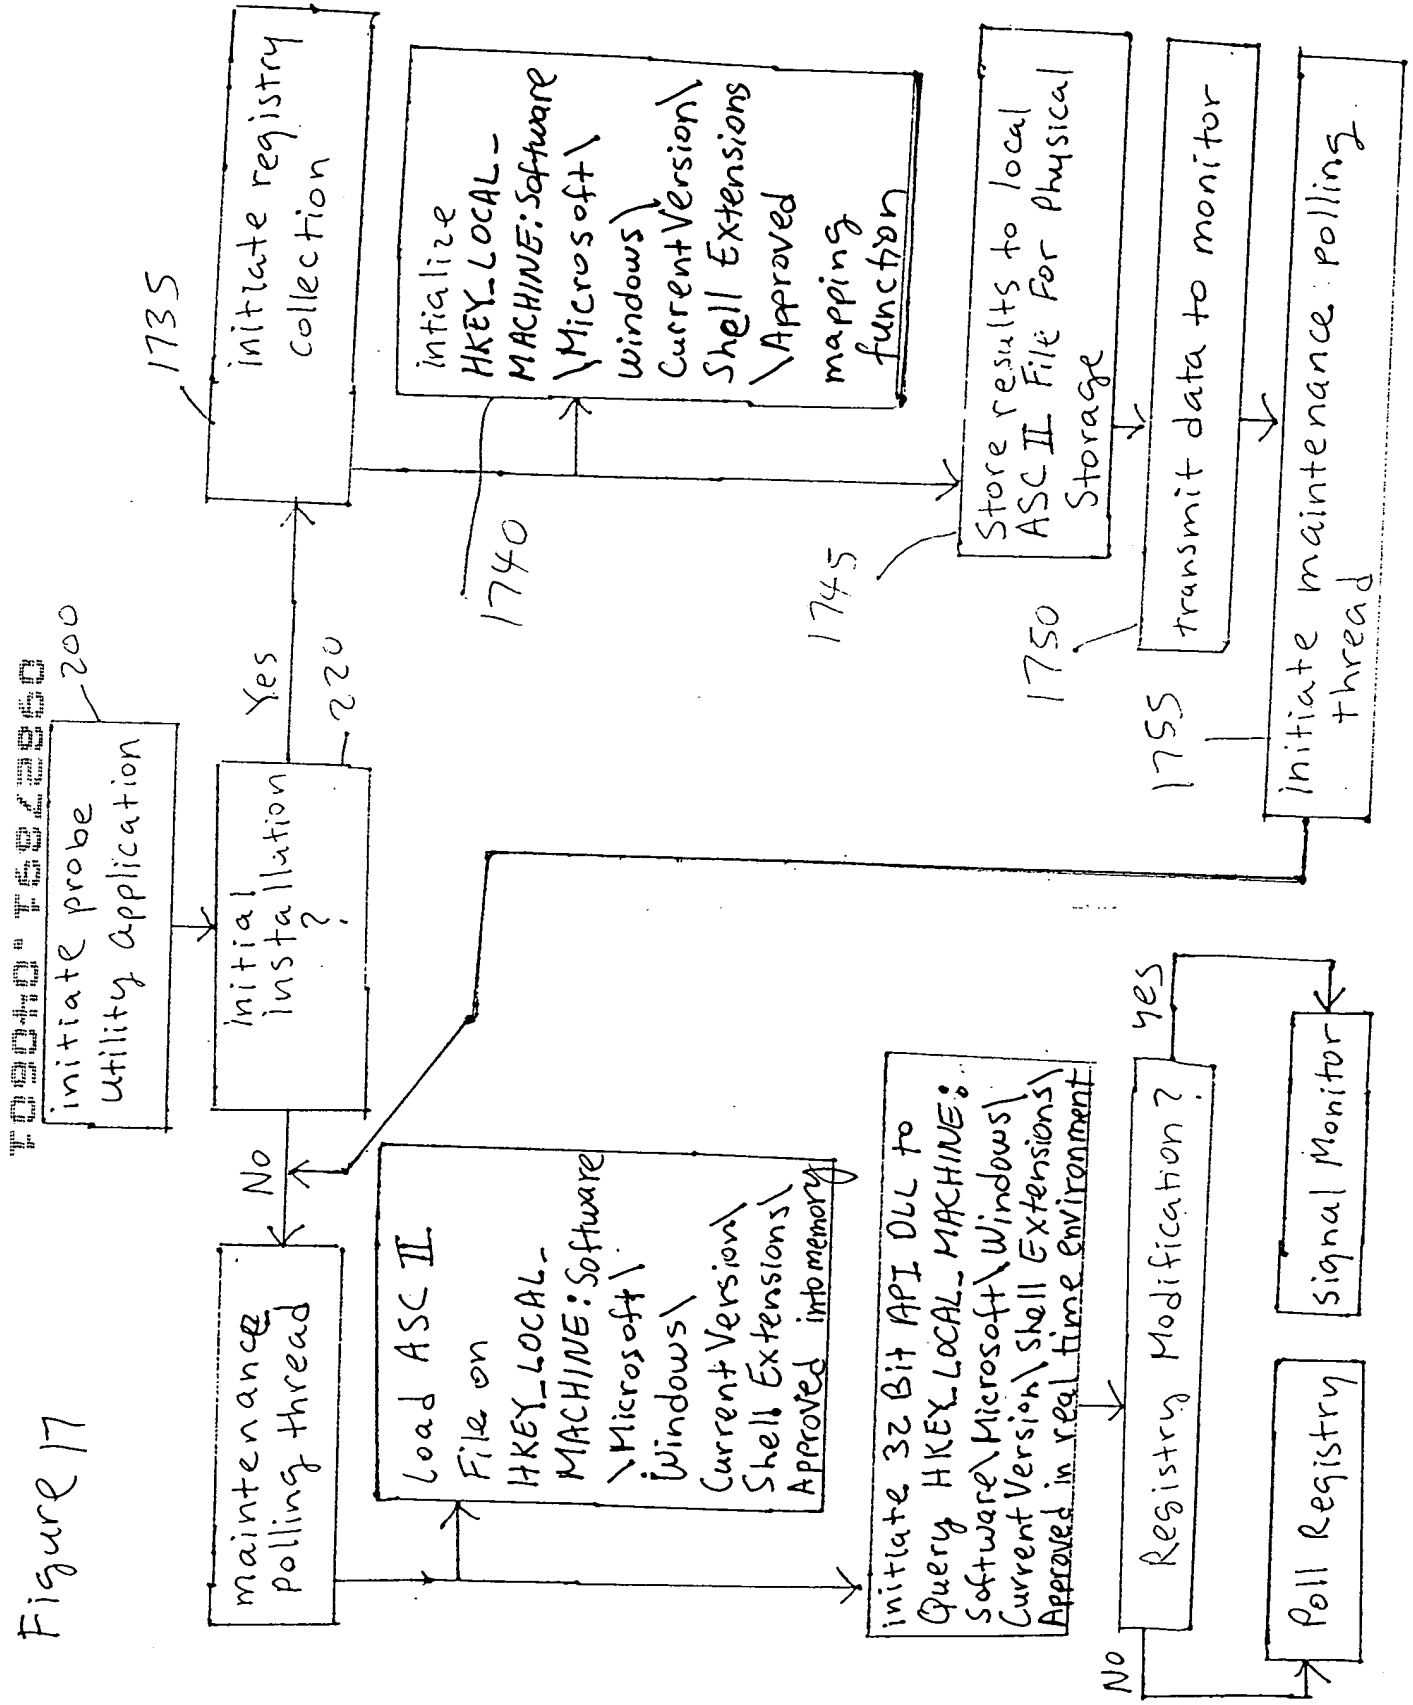 Figure 17
09827891.040901
initiate probe
utility application
200
initial
installation
?
220
No
Yes
1735
initiate registry
collection
maintenance
polling thread
Load ASC II
File on
HKEY_LOCAL_
MACHINE:Software
\Microsoft\
Windows\
CurrentVersion\
Shell Extensions\
Approved into memory
1740
intialize
HKEY_LOCAL_
MACHINE:Software
\Microsoft\
Windows\
CurrentVersion\
Shell Extensions
\Approved
mapping
function
initiate 32 Bit API DLL to
Query HKEY_LOCAL_MACHINE:
Software\Microsoft\Windows\
CurrentVersion\Shell Extensions\
Approved in real time environment
1745
Store results to local
ASC II File For Physical
Storage
1750
transmit data to monitor
Registry Modification?
No
yes
1755
initiate maintenance polling
thread
Poll Registry
Signal Monitor